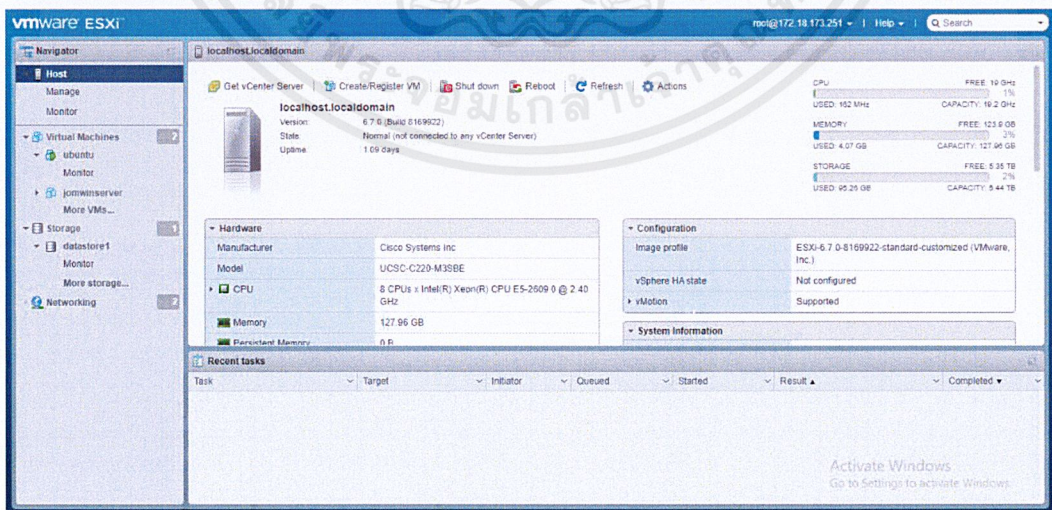 vmware ESXi
root@172.18.173.251 | Help | Search
Navigator
Host
Manage
Monitor
Virtual Machines 2
ubuntu
Monitor
jomwinserver
More VMs...
Storage 1
datastore1
Monitor
More storage...
Networking 2
localhost.localdomain
Get vCenter Server | Create/Register VM | Shut down Reboot | Refresh | Actions
localhost.localdomain
Version: 6.7.0 (Build 8169922)
State: Normal (not connected to any vCenter Server)
Uptime: 1.09 days
CPU FREE: 19 GHz
1%
USED: 162 MHz CAPACITY: 19.2 GHz
MEMORY FREE: 123.9 GB
3%
USED: 4.07 GB CAPACITY: 127.96 GB
STORAGE FREE: 5.35 TB
2%
USED: 95.26 GB CAPACITY: 5.44 TB
Hardware
Manufacturer Cisco Systems Inc
Model UCSC-C220-M3SBE
CPU 8 CPUs x Intel(R) Xeon(R) CPU E5-2609 0 @ 2.40
GHz
Memory 127.96 GB
Persistent Memory 0 B
Configuration
Image profile ESXi-6.7.0-8169922-standard-customized (VMware,
Inc.)
vSphere HA state Not configured
vMotion Supported
System Information
Recent tasks
Task Target Initiator Queued Started Result Completed
Activate Windows
Go to Settings to activate Windows.